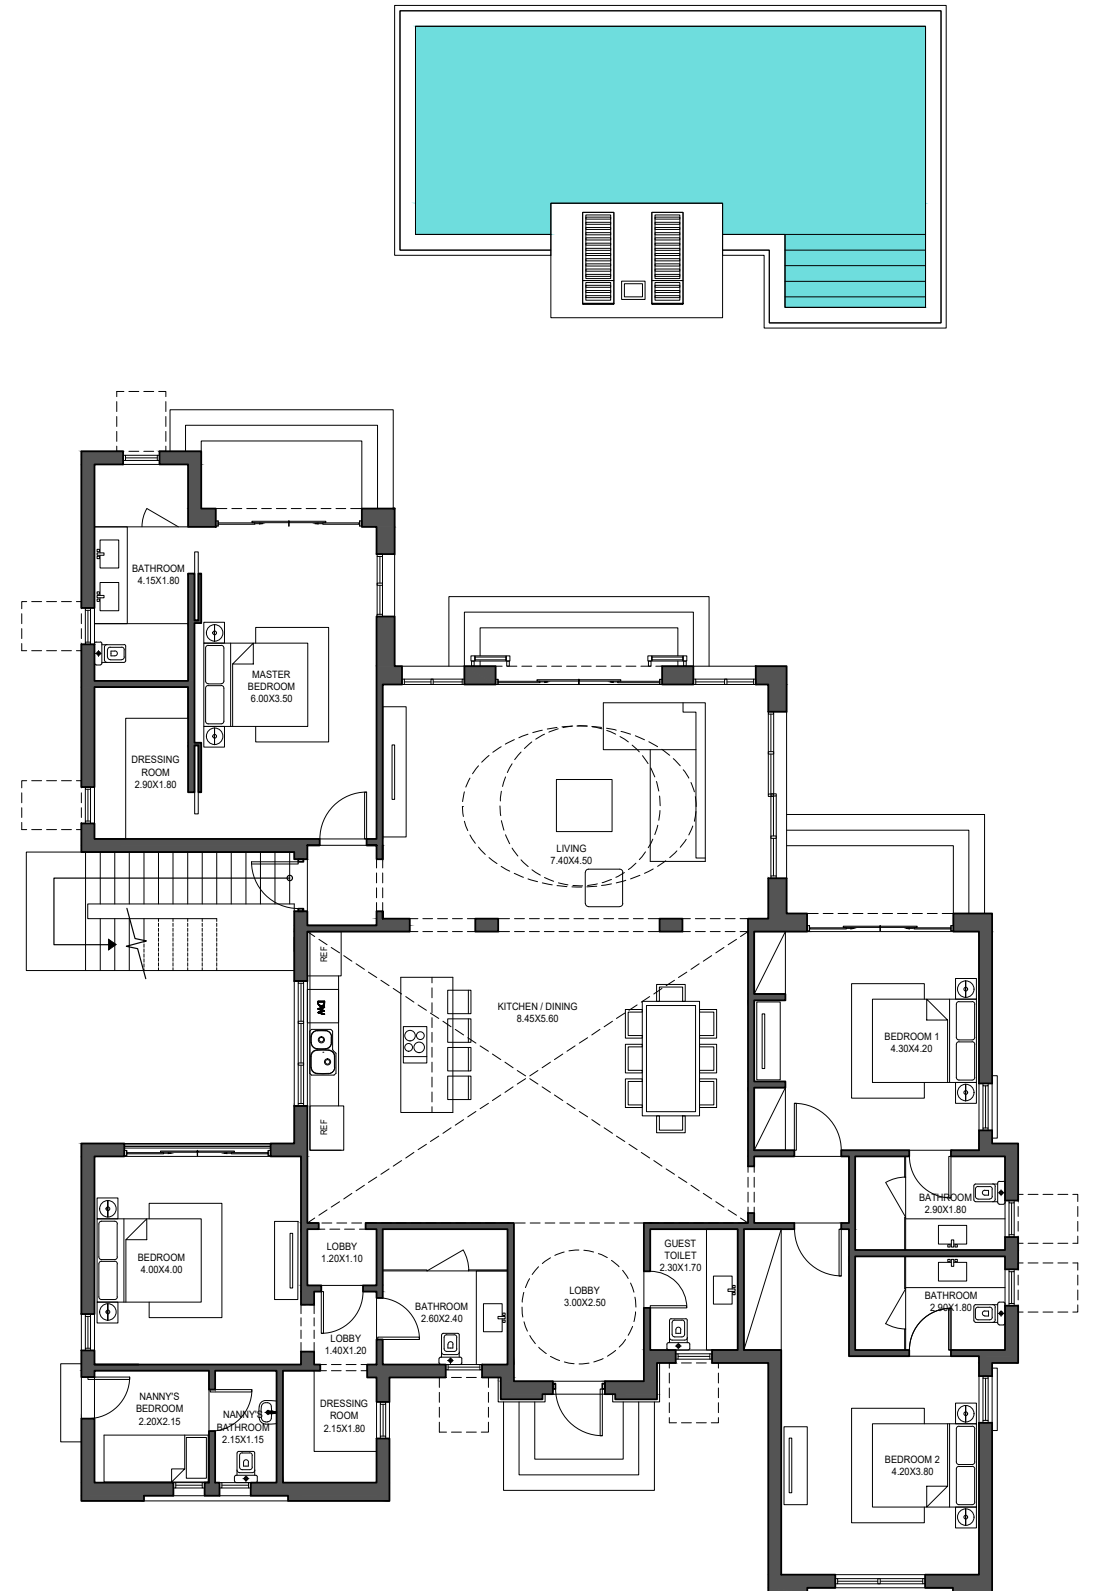 BATHROOM
4.15X1.80
MASTER
BEDROOM
6.00X3.50
DRESSING
ROOM
2.90X1.80
LIVING
7.40X4.50
REF
DW
KITCHEN / DINING
8.45X5.60
REF
BEDROOM 1
4.30X4.20
BATHROOM
2.90X1.80
BEDROOM
4.00X4.00
LOBBY
1.20X1.10
LOBBY
1.40X1.20
BATHROOM
2.60X2.40
LOBBY
3.00X2.50
GUEST
TOILET
2.30X1.70
BATHROOM
2.90X1.80
NANNY'S
BEDROOM
2.20X2.15
NANNY'S
BATHROOM
2.15X1.15
DRESSING
ROOM
2.15X1.80
BEDROOM 2
4.20X3.80